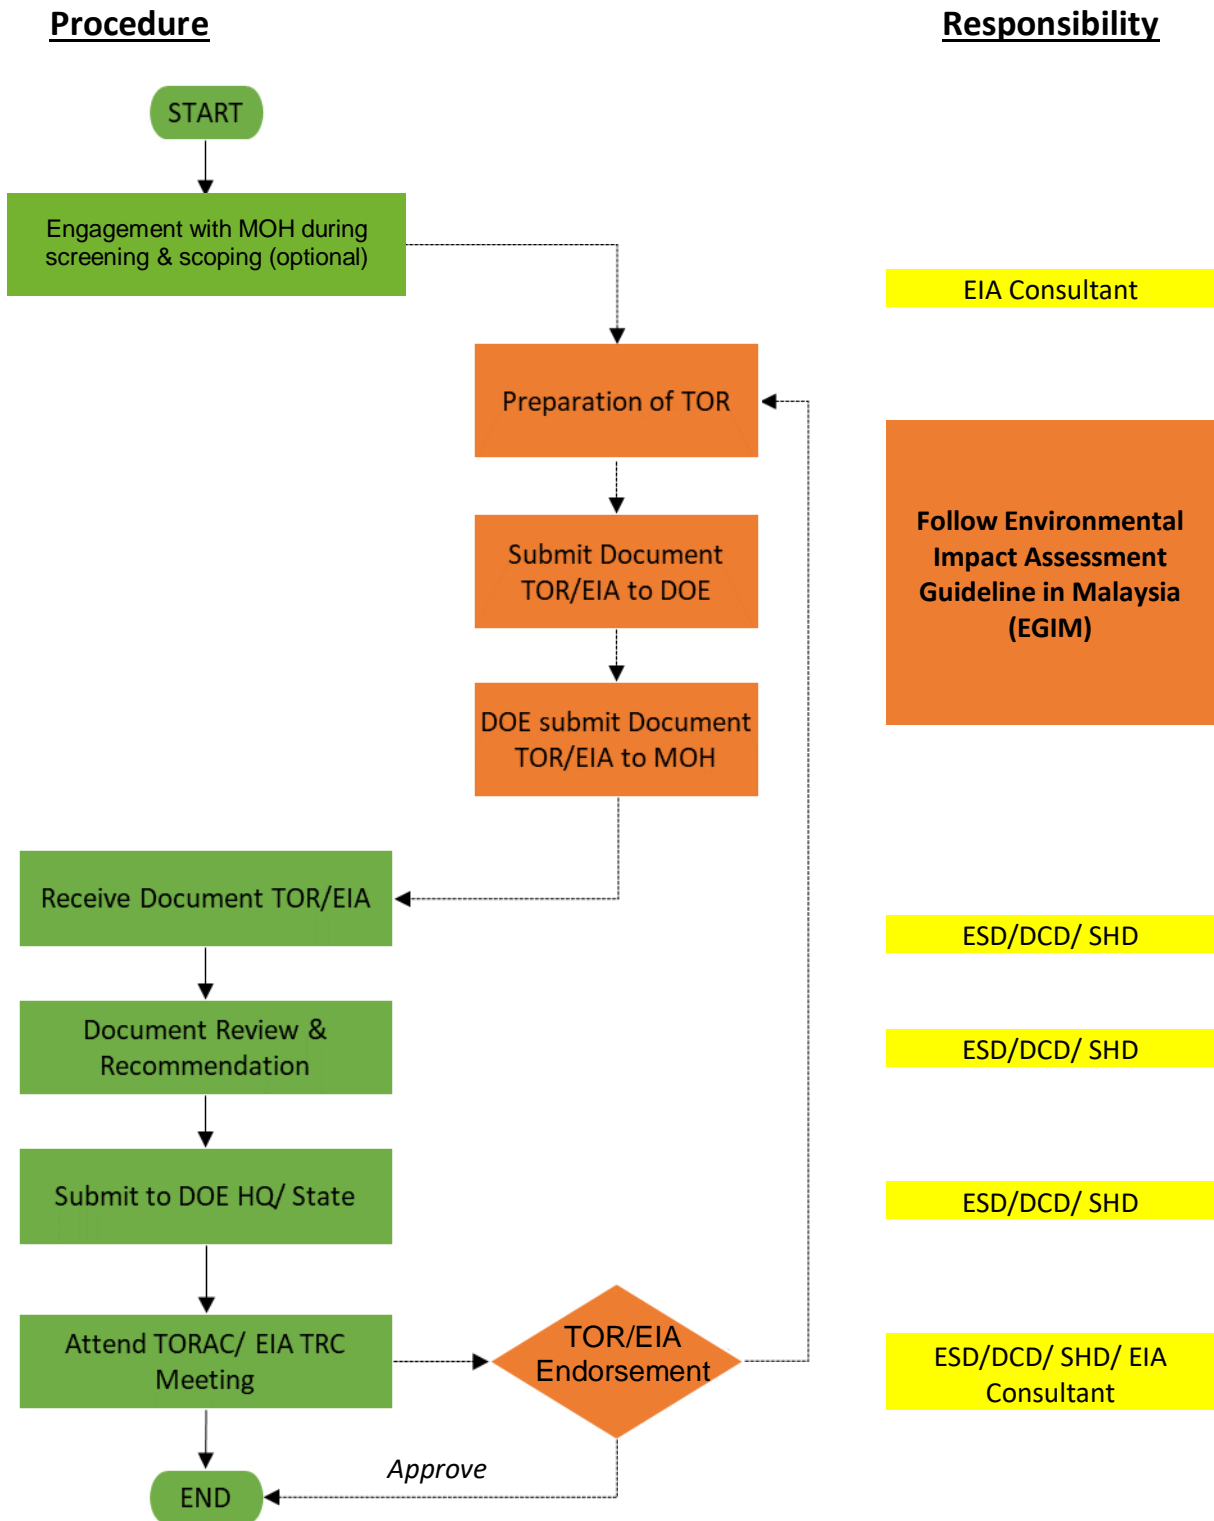 Procedure
Responsibility
START
Engagement with MOH during
screening & scoping (optional)
EIA Consultant
Preparation of TOR
Follow Environmental
Impact Assessment
Guideline in Malaysia
(EGIM)
Submit Document
TOR/EIA to DOE
DOE submit Document
TOR/EIA to MOH
Receive Document TOR/EIA
ESD/DCD/ SHD
Document Review &
Recommendation
ESD/DCD/ SHD
Submit to DOE HQ/ State
ESD/DCD/ SHD
Attend TORAC/ EIA TRC
Meeting
TOR/EIA
Endorsement
ESD/DCD/ SHD/ EIA
Consultant
Approve
END